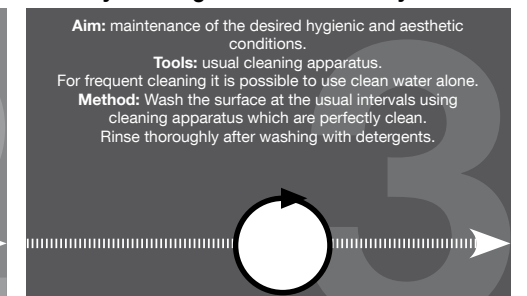 Aim: maintenance of the desired hygienic and aesthetic
conditions.
Tools: usual cleaning apparatus.
For frequent cleaning it is possible to use clean water alone.
Method: Wash the surface at the usual intervals using
cleaning apparatus which are perfectly clean.
Rinse thoroughly after washing with detergents.
3